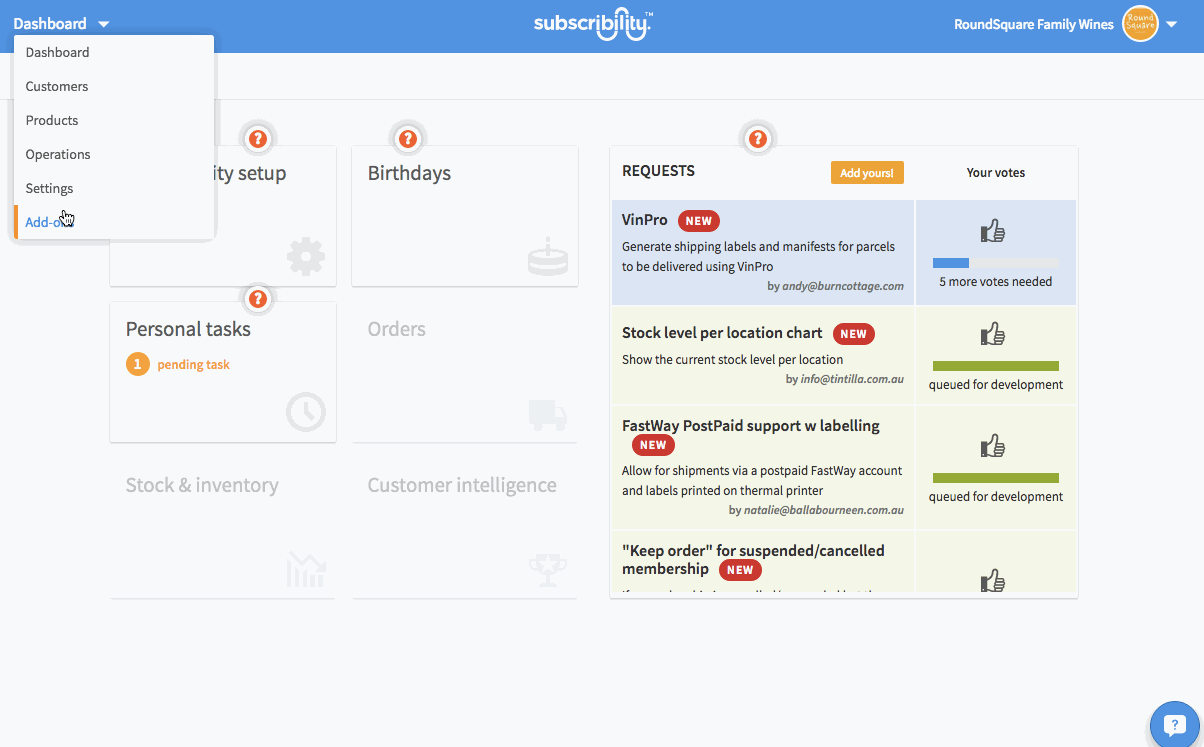 Dashboard
subscribility.™
RoundSquare Family Wines
Round
Square
Dashboard
Customers
Products
Operations
Settings
?
?
?
ity setup
Birthdays
?
Personal tasks
1 pending task
Orders
Stock & inventory
Customer intelligence
REQUESTS
Add yours!
Your votes
VinPro NEW
Generate shipping labels and manifests for parcels
to be delivered using VinPro
by andy@burncottage.com
5 more votes needed
Stock level per location chart NEW
Show the current stock level per location
by info@tintilla.com.au
queued for development
FastWay PostPaid support w labelling
NEW
Allow for shipments via a postpaid FastWay account
and labels printed on thermal printer
by natalie@ballabourneen.com.au
queued for development
"Keep order" for suspended/cancelled
membership NEW
?